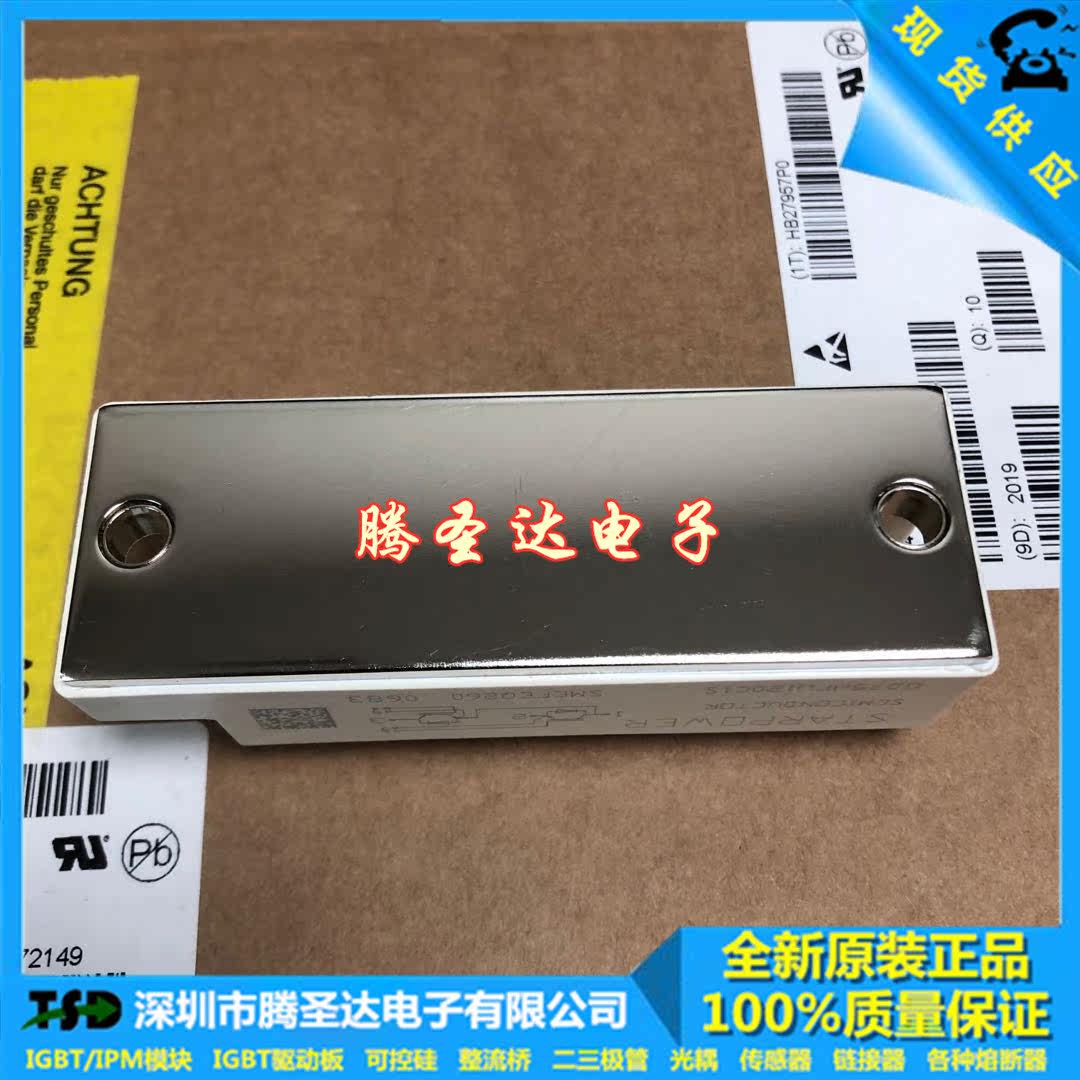 现货供应
Pb
(1T): HB27957P0
(Q): 10
(9D): 2019
ACHTUNG
Nur geschultes Personal
darf die
腾圣达电子
STARPOWER
SEMICONDUCTOR
0683
Pb
72149
TSD
深圳市腾圣达电子有限公司
全新原装正品
100%质量保证
IGBT/IPM模块 IGBT驱动板 可控硅 整流桥 二三极管 光耦 传感器 链接器 各种熔断器